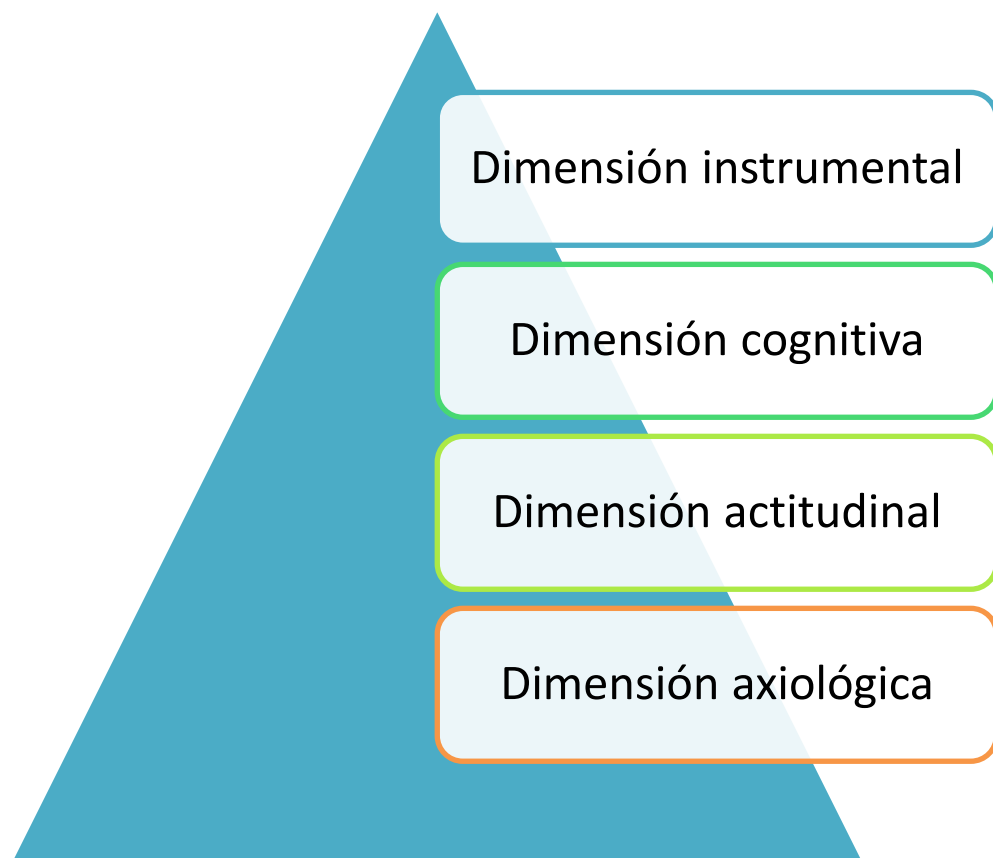 Dimensión instrumental
Dimensión cognitiva
Dimensión actitudinal
Dimensión axiológica